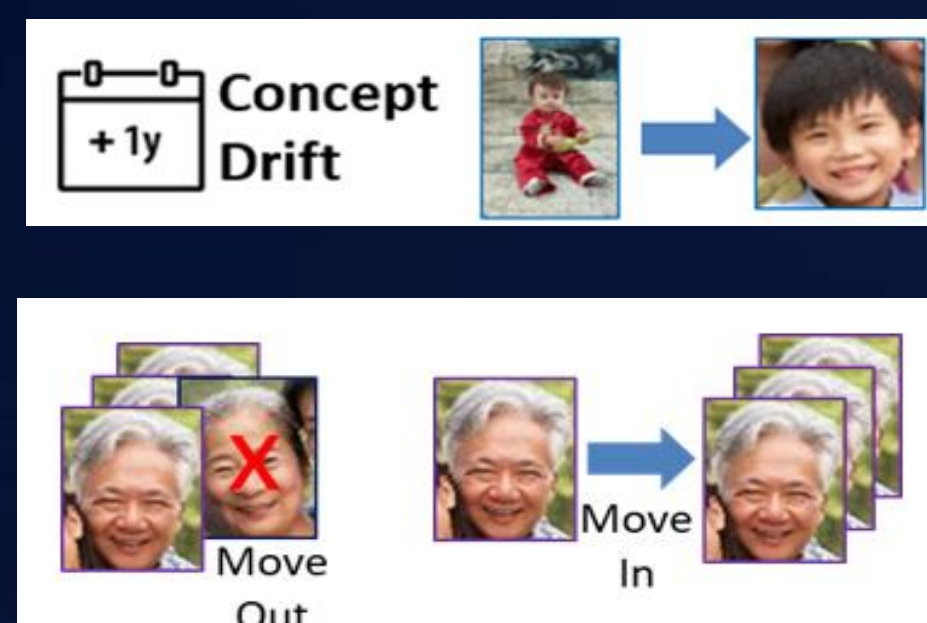 + 1y
Concept
Drift
X
Move
Out
Move
In